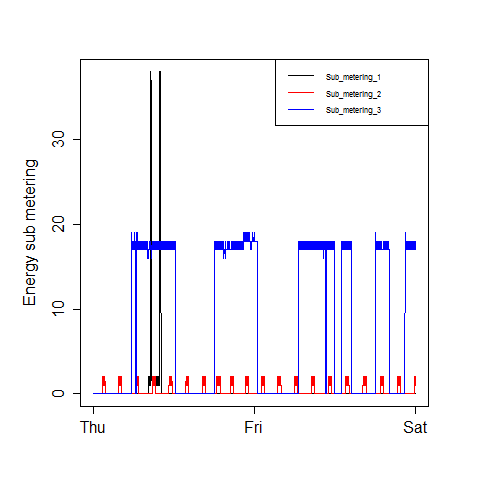 Sub_metering_1
Sub_metering_2
Sub_metering_3
Energy sub metering
30
20
10
0
Thu Fri Sat